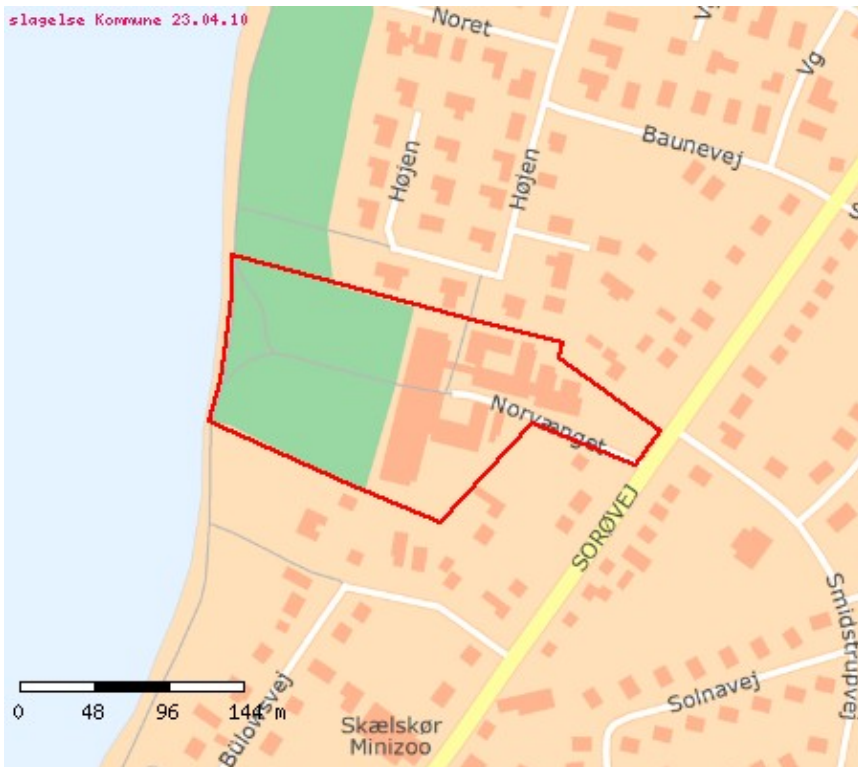 slagelse Kommune 23.04.10
Noret
Vg
Baunevej
Højen
Højen
Norvænget
SORØVEJ
Smidstrupvej
Solnavej
Bülowsvej
Skælskør
Minizoo
0 48 96 144 m